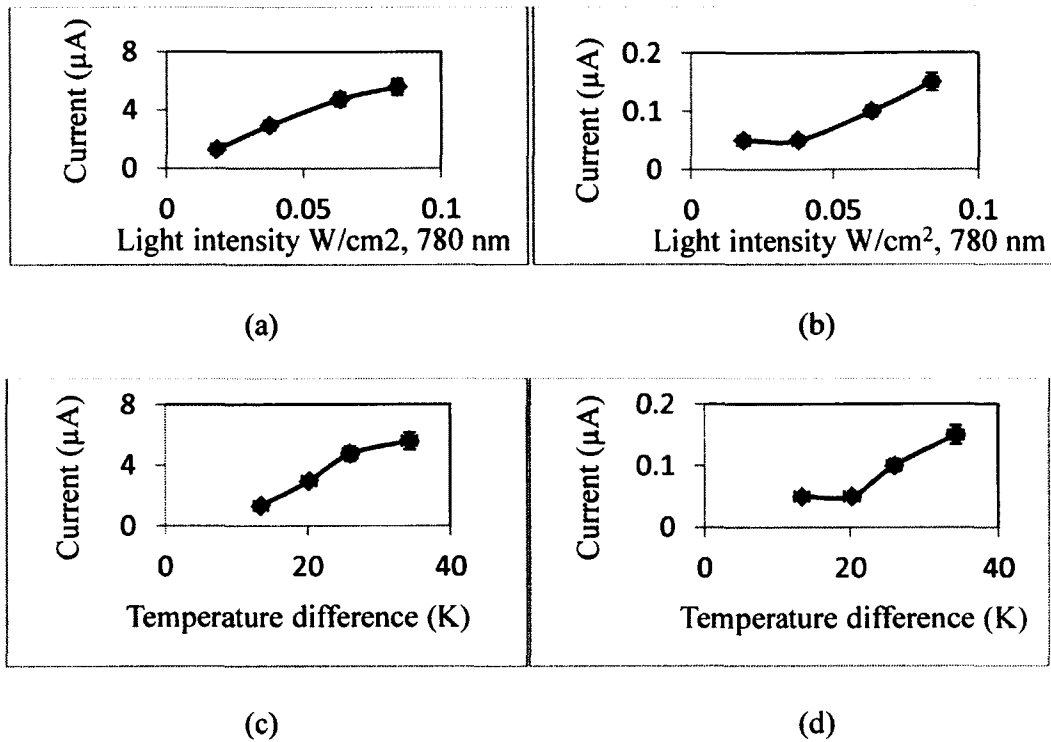 Current (µA)
8
4
0
0 0.05 0.1
Light intensity W/cm2, 780 nm
(a)
Current (µA)
0.2
0.1
0
0 0.05 0.1
Light intensity W/cm², 780 nm
(b)
Current (µA)
8
4
0
0 20 40
Temperature difference (K)
(c)
Current (µA)
0.2
0.1
0
0 20 40
Temperature difference (K)
(d)